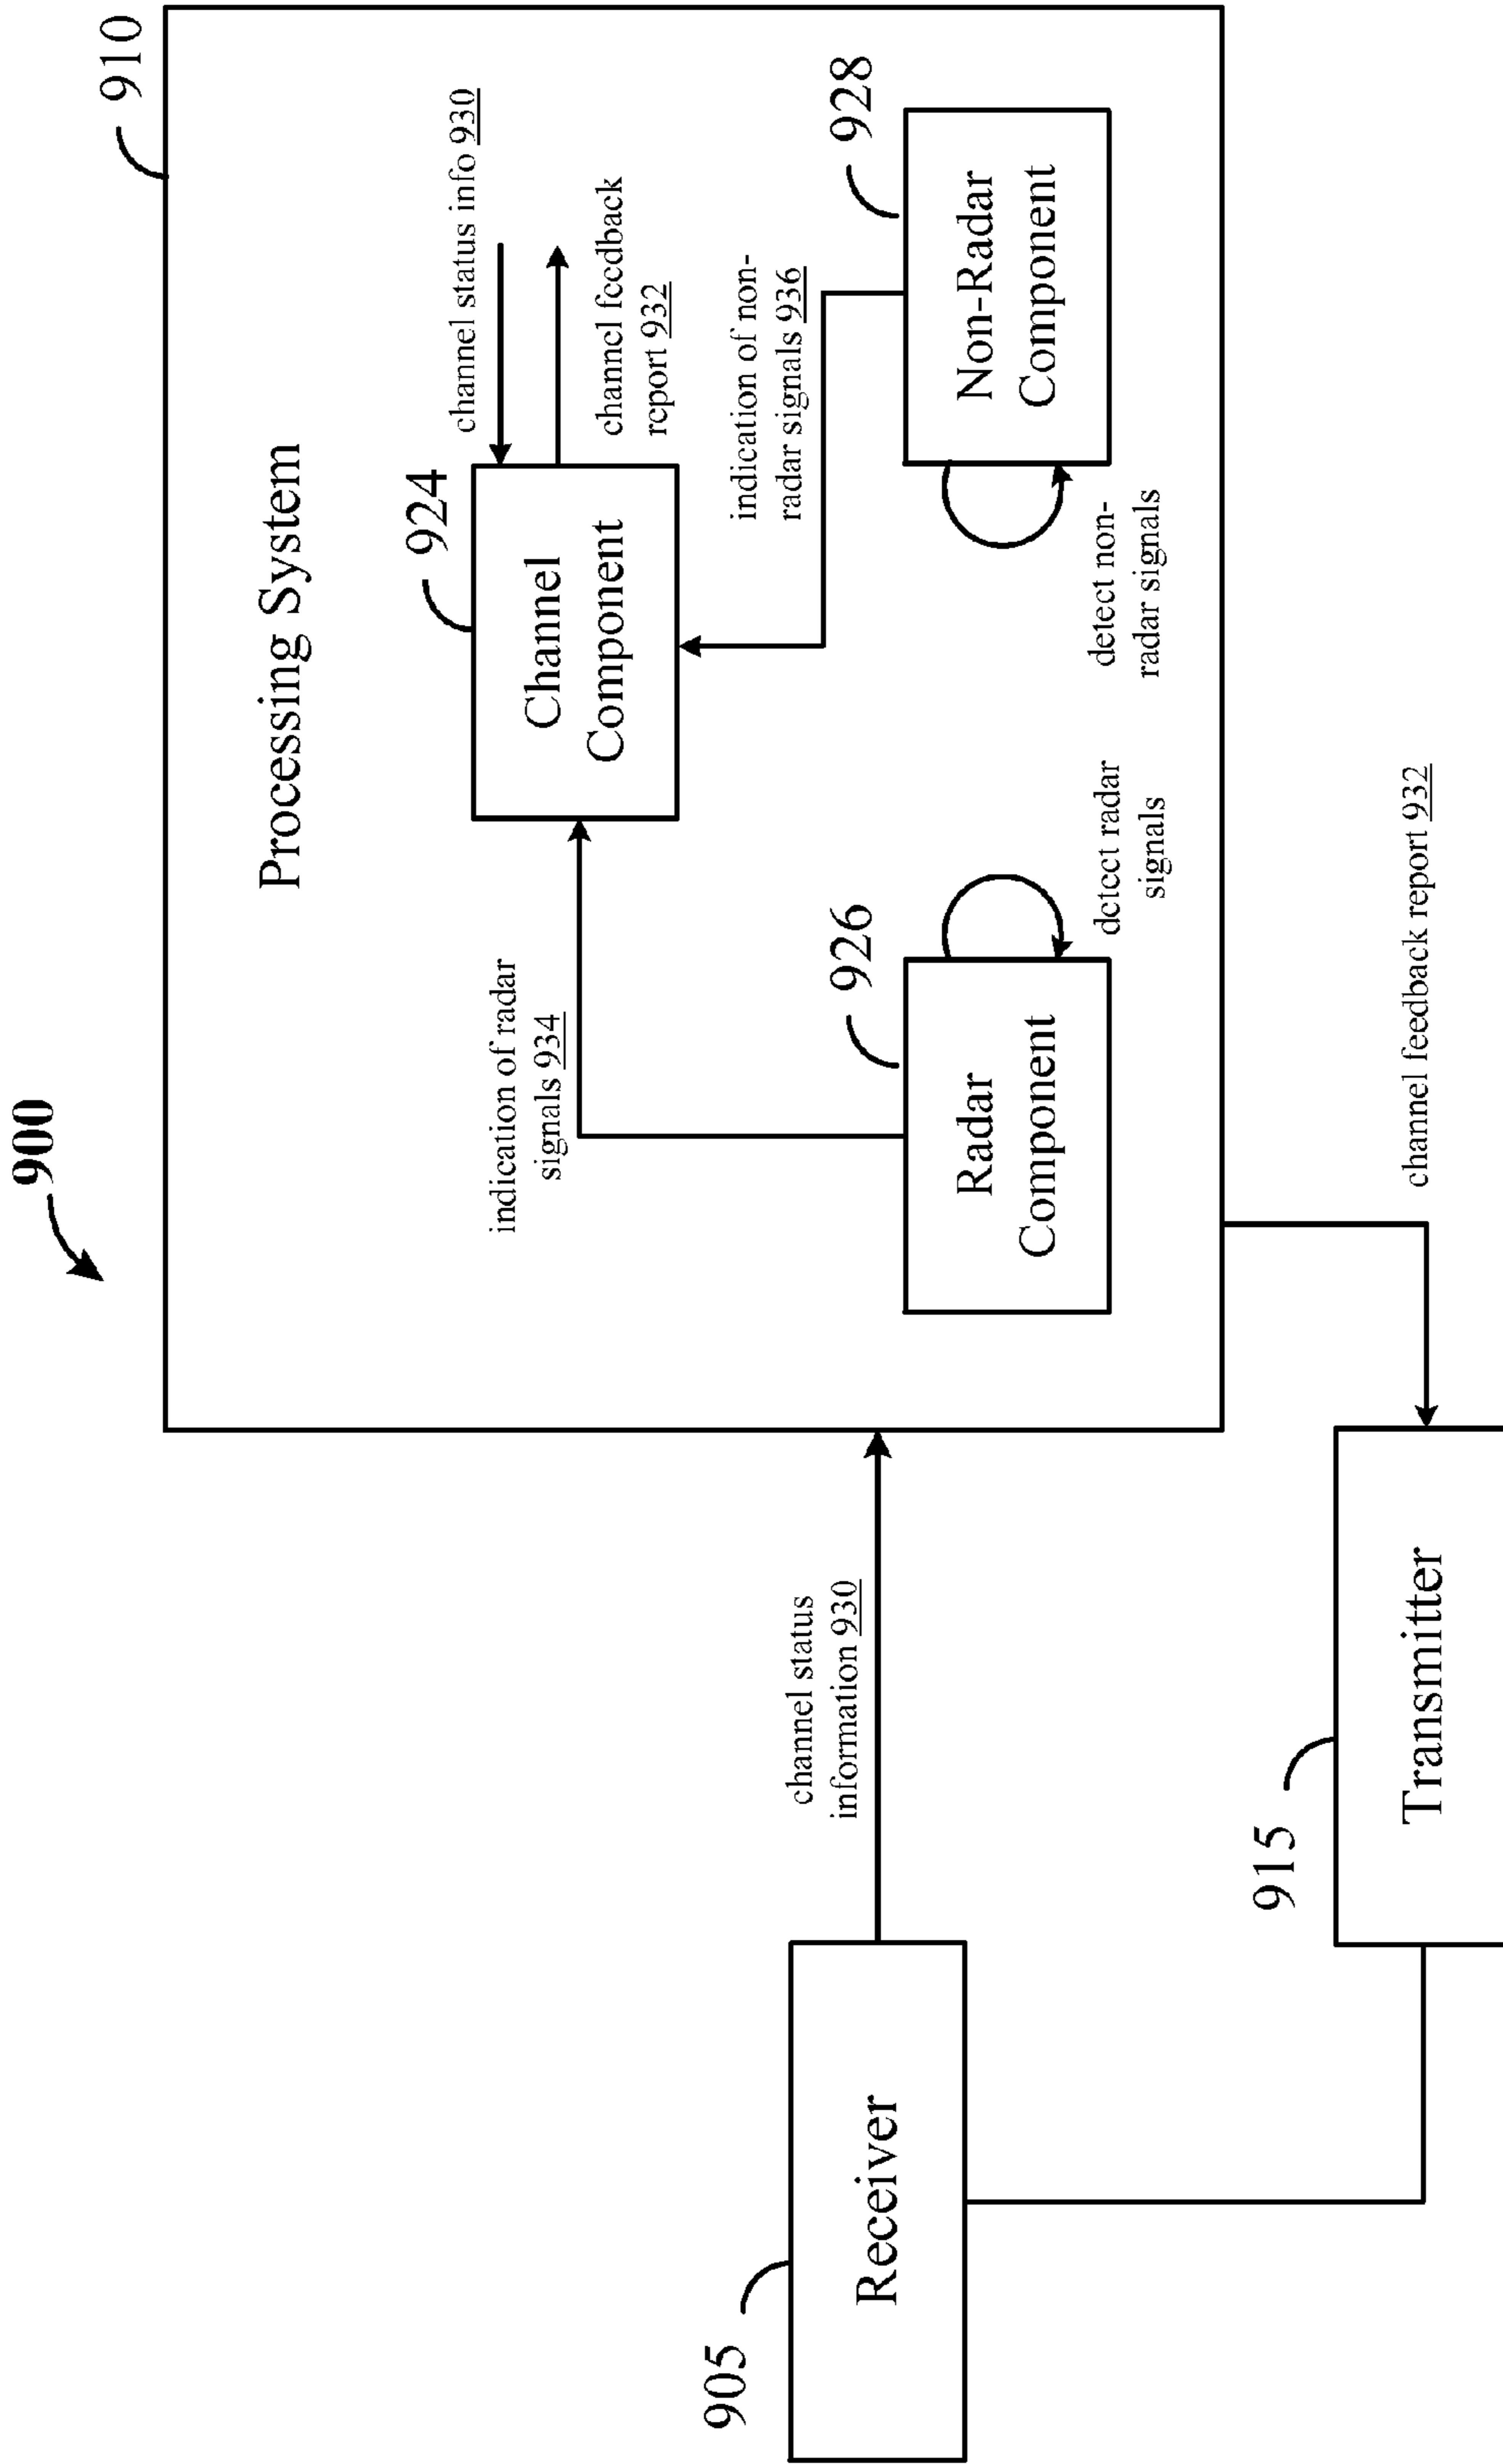 900
910
Processing System
924
channel status info 930
Channel
Component
channel feedback
report 932
indication of radar
signals 934
indication of non-
radar signals 936
926
928
Radar
Component
Non-Radar
Component
detect radar
signals
detect non-
radar signals
channel status
information 930
905
Receiver
channel feedback report 932
915
Transmitter